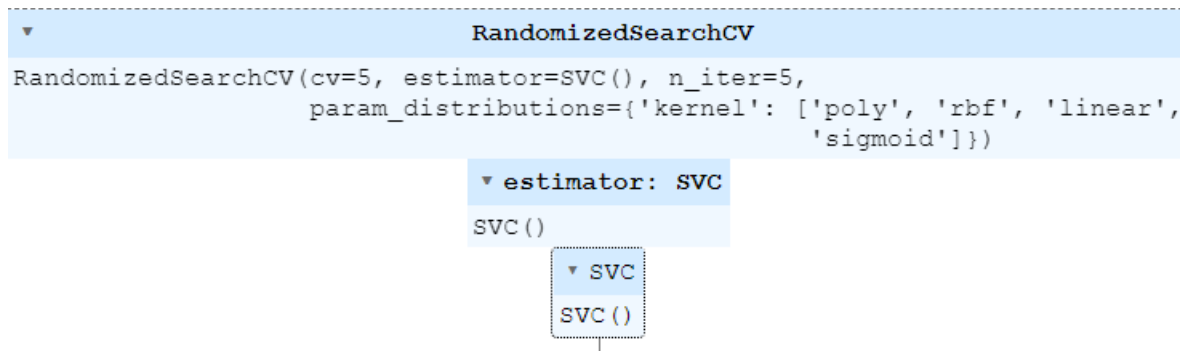 RandomizedSearchCV
RandomizedSearchCV(cv=5, estimator=SVC(), n_iter=5,
param_distributions={'kernel': ['poly', 'rbf', 'linear',
'sigmoid']})
estimator: SVC
SVC()
SVC
SVC()